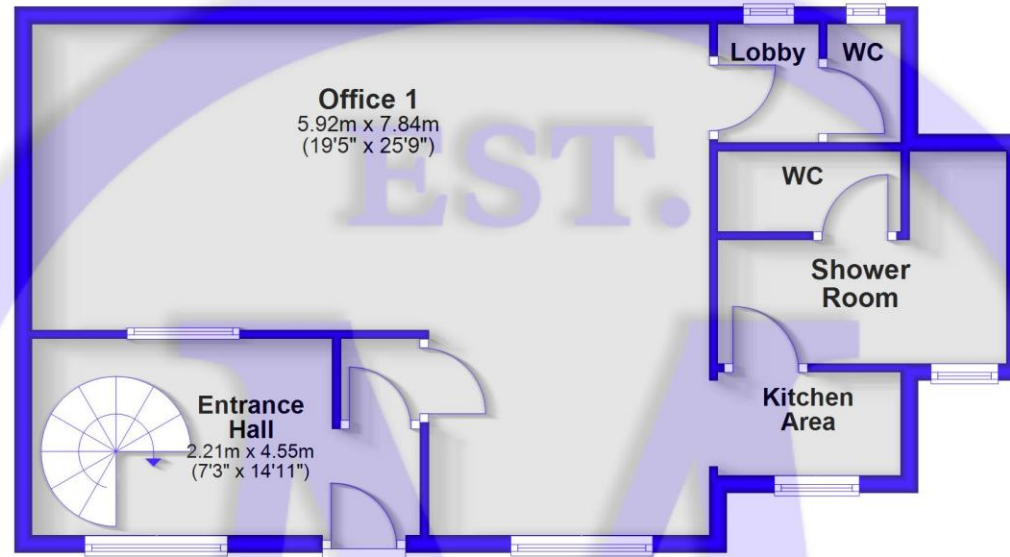 Lobby
WC
Office 1
5.92m x 7.84m
(19'5" x 25'9")
EST.
WC
Shower
Room
Kitchen
Area
Entrance
Hall
2.21m x 4.55m
(7'3" x 14'11")